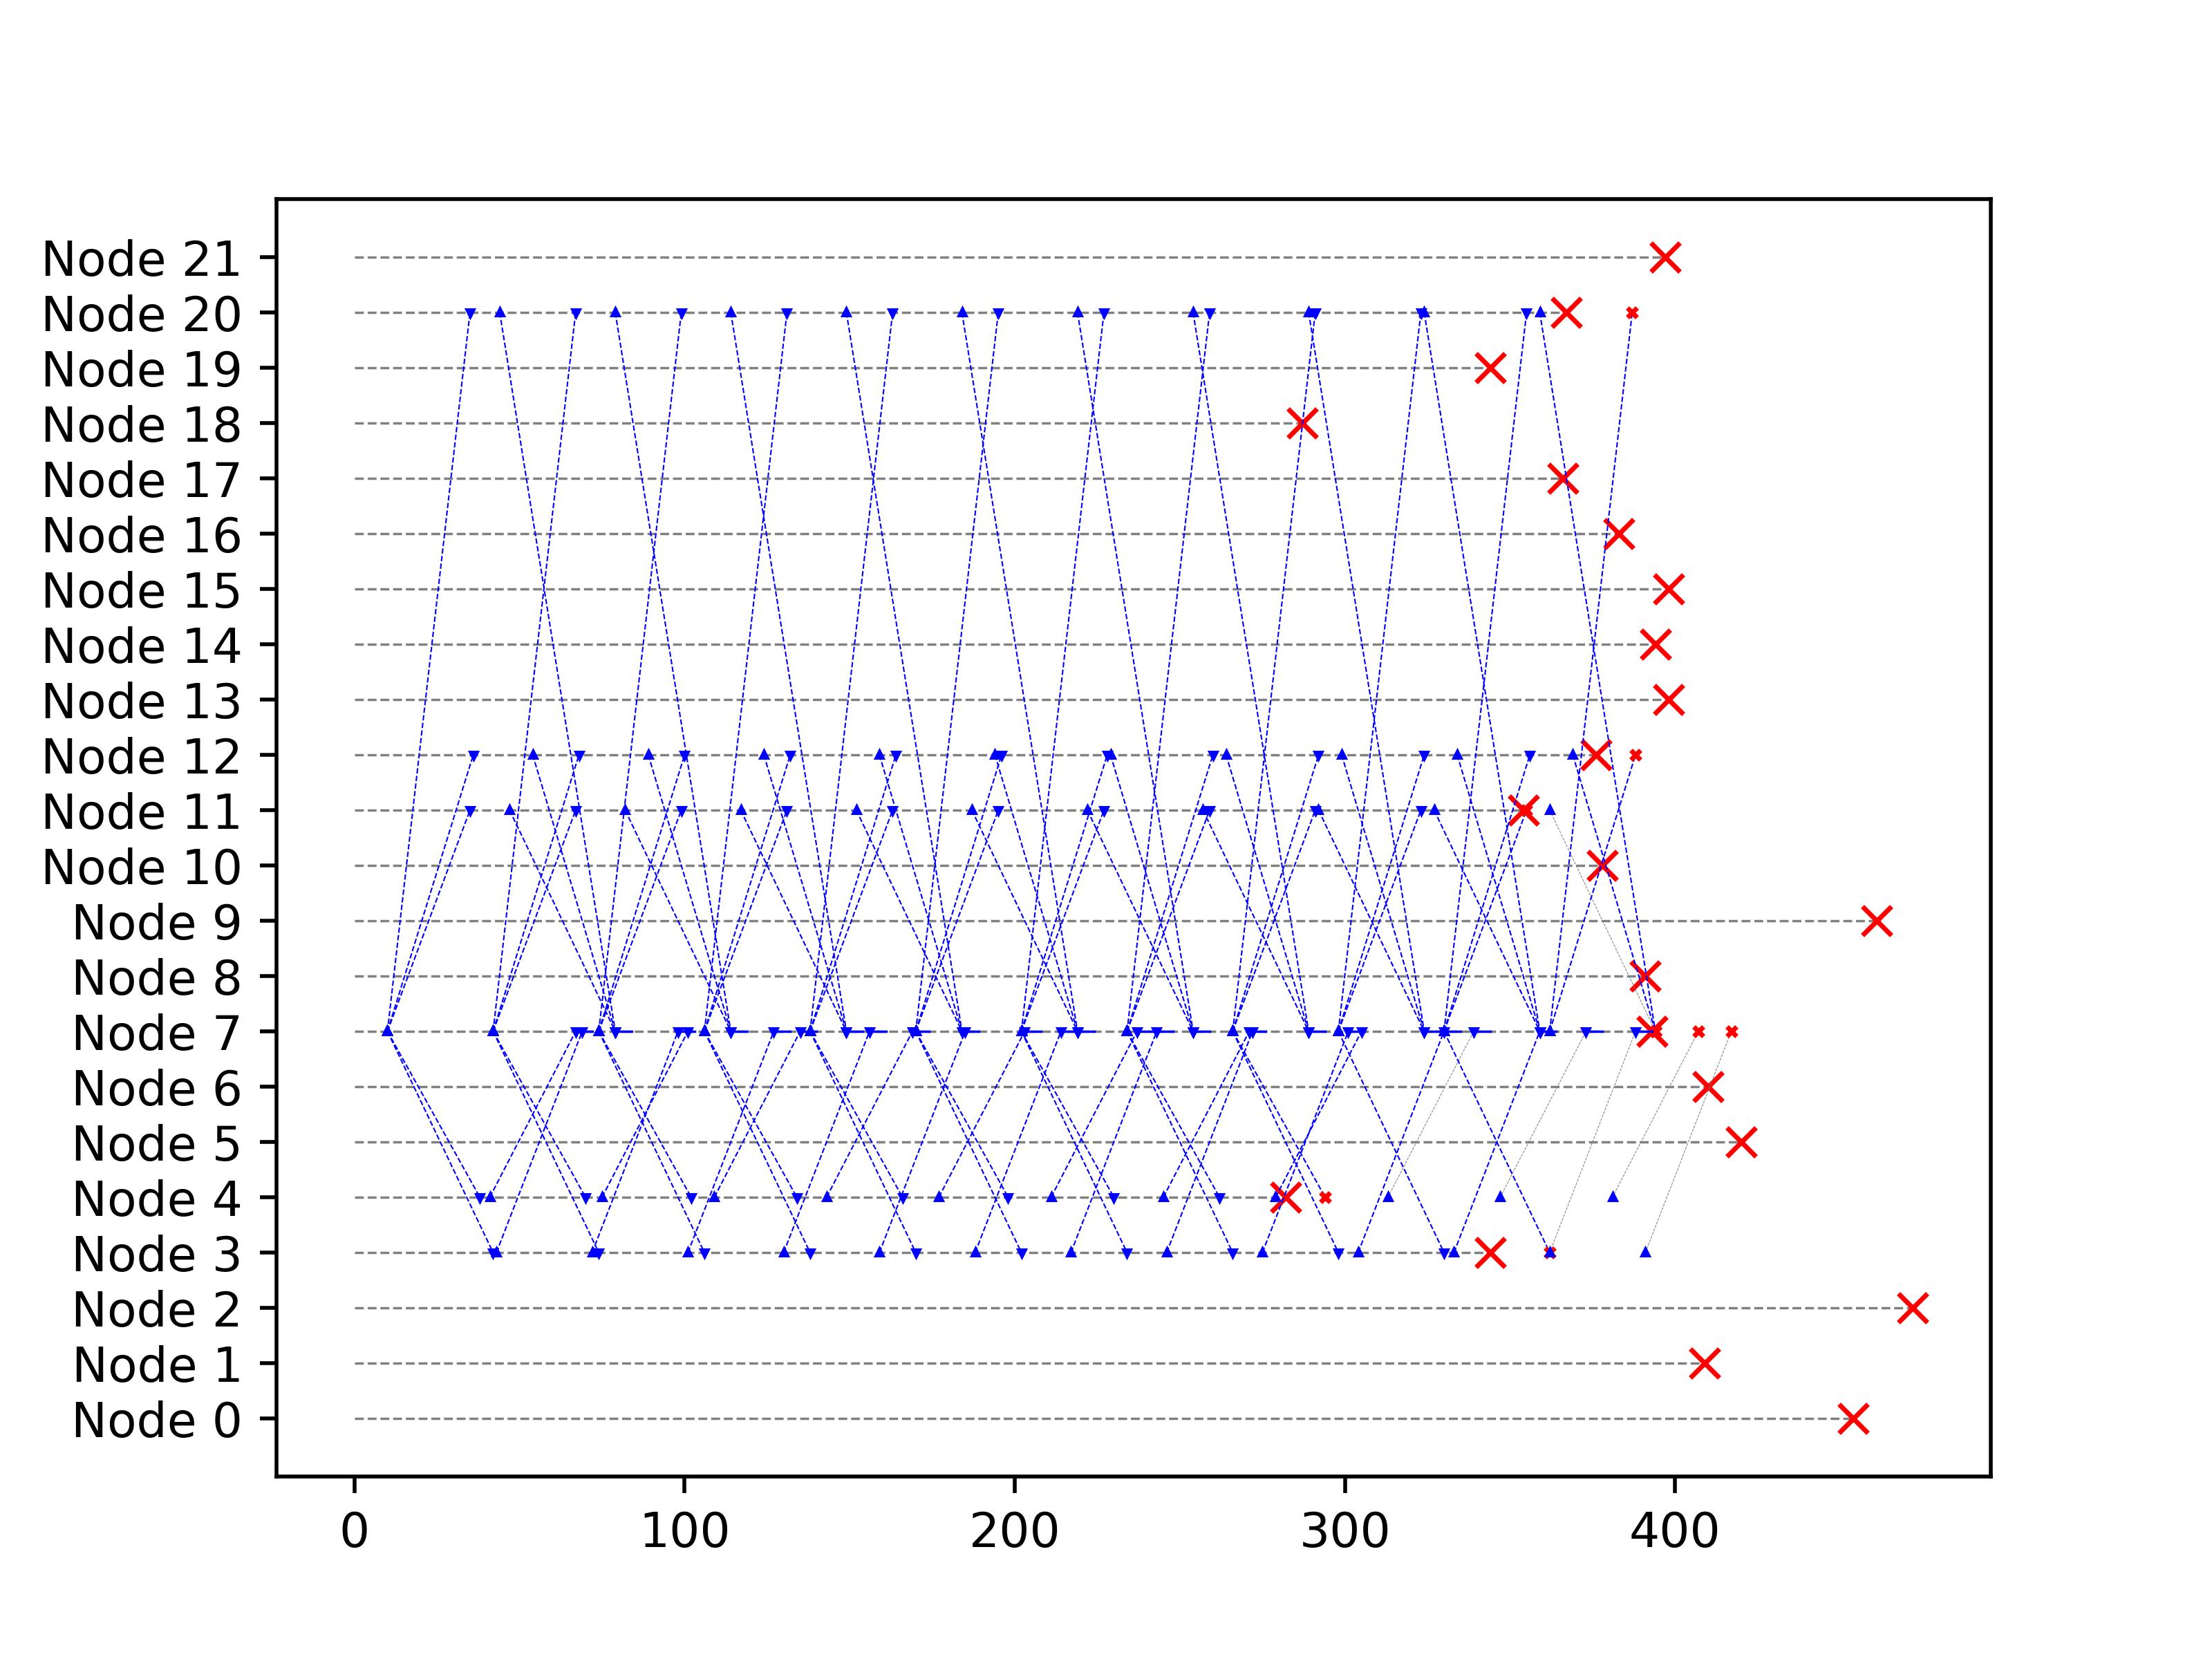 Node 21
Node 20
Node 19
Node 18
Node 17
Node 16
Node 15
Node 14
Node 13
Node 12
Node 11
Node 10
Node 9
Node 8
Node 7
Node 6
Node 5
Node 4
Node 3
Node 2
Node 1
Node 0
0 100 200 300 400